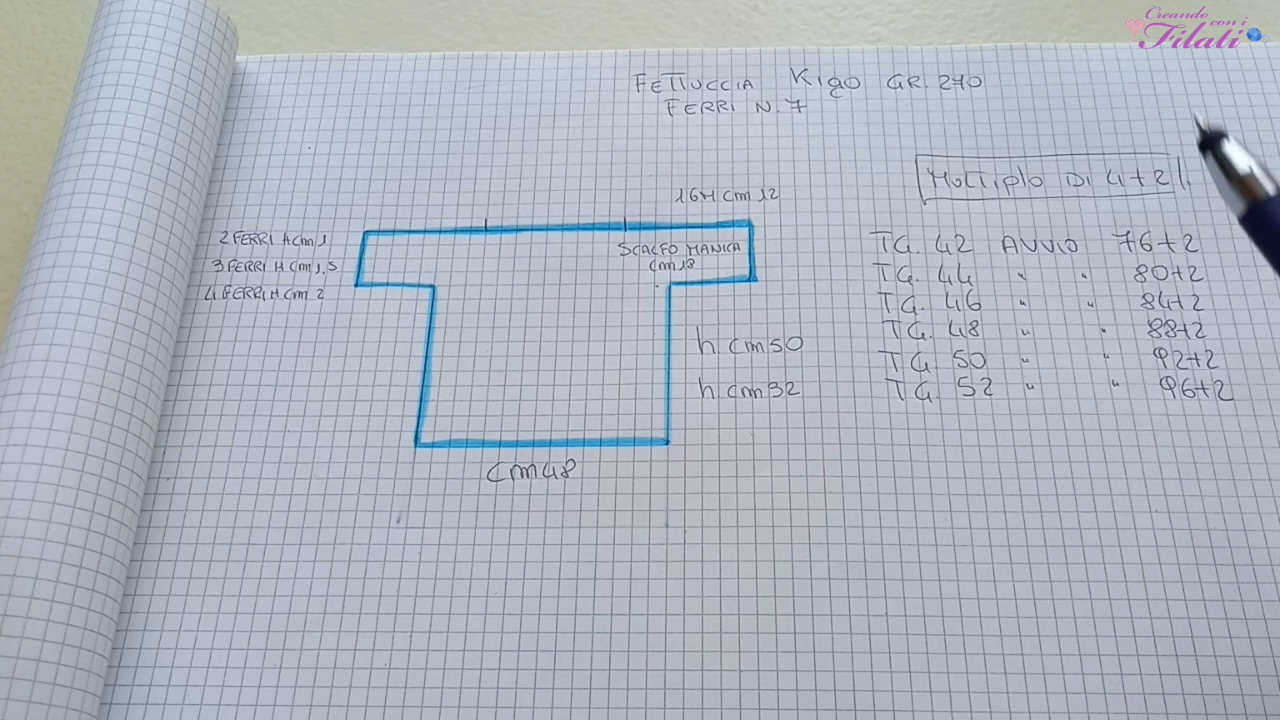 Creando con i
Filati
FETTUCCIA Kigo GR. 270
FERRI N. 7
MULTIPLO DI 4+2
16M cm 12
2 FERRI H cm 1
3 FERRI H cm 1,5
4 FERRI H cm 2
SCALFO MANICA
cm 18
h cm 50
h cm 32
cm 48
TG. 42 AVVIO 76+2
TG. 44 " " 80+2
TG. 46 " " 84+2
TG. 48 " " 88+2
TG. 50 " " 92+2
TG. 52 " " 96+2